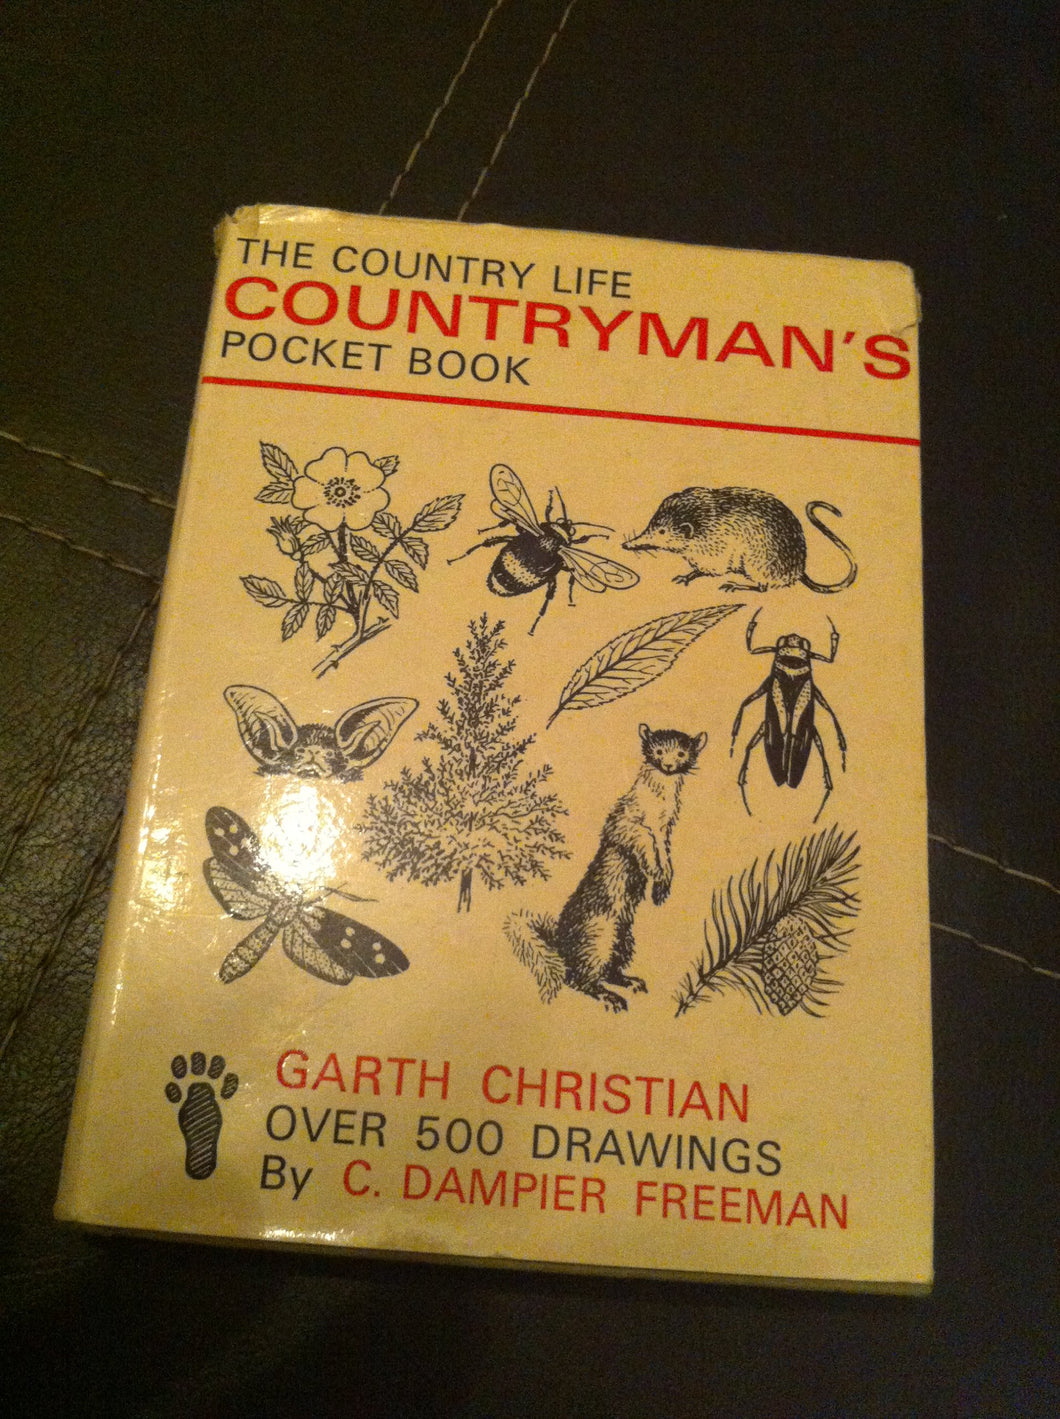 THE COUNTRY LIFE
COUNTRYMAN'S
POCKET BOOK
GARTH CHRISTIAN
OVER 500 DRAWINGS
By C. DAMPIER FREEMAN